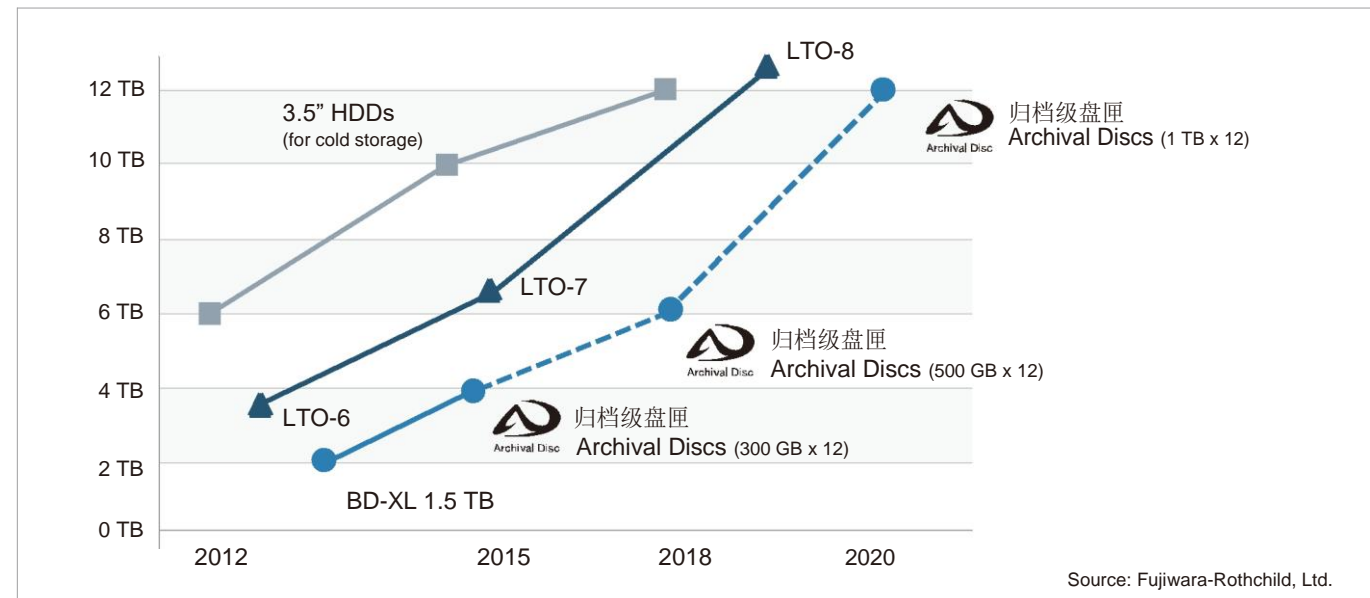 LTO-8
12 TB
3.5” HDDs
(for cold storage)
归档级盘匣
Archival Disc
Archival Discs (1 TB x 12)
10 TB
8 TB
LTO-7
6 TB
归档级盘匣
Archival Disc
Archival Discs (500 GB x 12)
4 TB
LTO-6
归档级盘匣
Archival Disc
Archival Discs (300 GB x 12)
2 TB
BD-XL 1.5 TB
0 TB
2012 2015 2018 2020
Source: Fujiwara-Rothchild, Ltd.